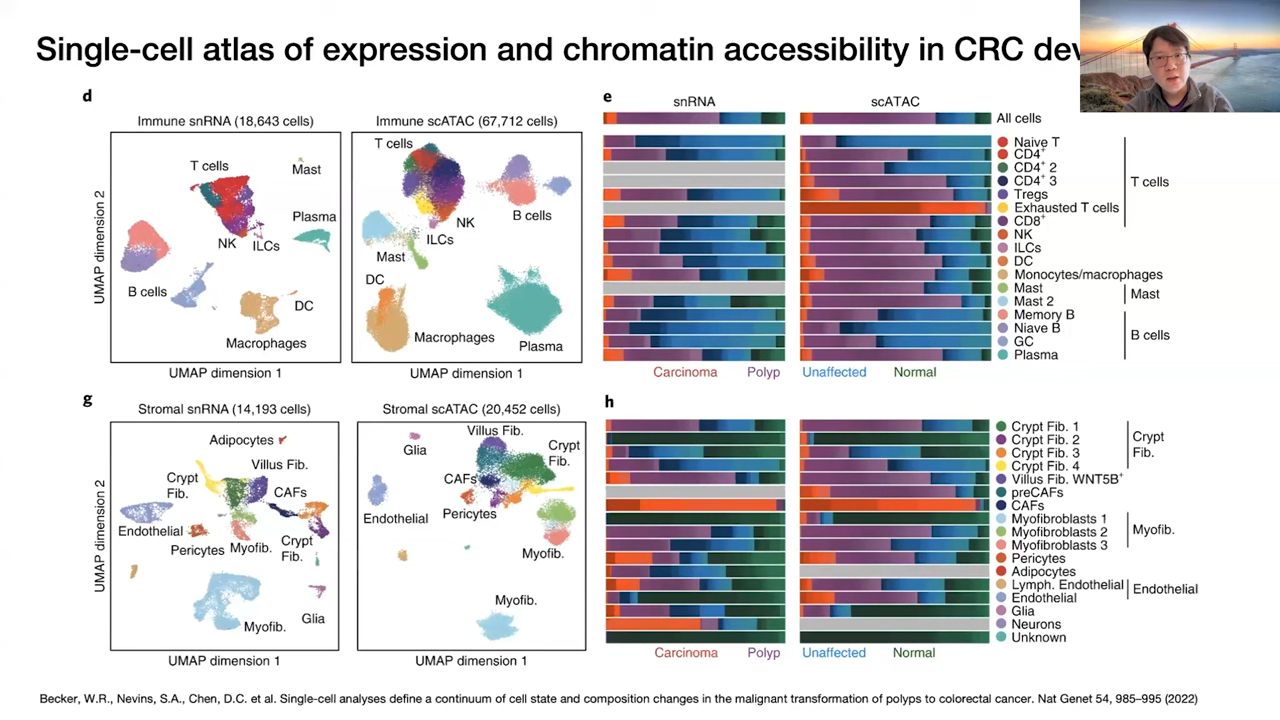 Single-cell atlas of expression and chromatin accessibility in CRC dev
d
Immune snRNA (18,643 cells)
T cells
Mast
Plasma
NK
ILCs
B cells
DC
Macrophages
UMAP dimension 2
UMAP dimension 1
Immune scATAC (67,712 cells)
T cells
B cells
NK
ILCs
Mast
DC
Macrophages
Plasma
UMAP dimension 1
e
snRNA
scATAC
All cells
Naive T
CD4+
CD4+ 2
CD4+ 3
Tregs
Exhausted T cells
CD8+
NK
ILCs
DC
Monocytes/macrophages
Mast
Mast 2
Memory B
Niave B
GC
Plasma
T cells
Mast
B cells
Carcinoma
Polyp
Unaffected
Normal
g
Stromal snRNA (14,193 cells)
Adipocytes
Villus Fib.
Crypt
Fib.
CAFs
Endothelial
Pericytes
Myofib.
Crypt
Fib.
Glia
Myofib.
UMAP dimension 2
UMAP dimension 1
Stromal scATAC (20,452 cells)
Villus Fib.
Glia
Crypt
Fib.
CAFs
Pericytes
Endothelial
Myofib.
Myofib.
UMAP dimension 1
h
Crypt Fib. 1
Crypt Fib. 2
Crypt Fib. 3
Crypt Fib. 4
Villus Fib. WNT5B+
preCAFs
CAFs
Myofibroblasts 1
Myofibroblasts 2
Myofibroblasts 3
Pericytes
Adipocytes
Lymph. Endothelial
Endothelial
Glia
Neurons
Unknown
Crypt
Fib.
Myofib.
Endothelial
Carcinoma
Polyp
Unaffected
Normal
Becker, W.R., Nevins, S.A., Chen, D.C. et al. Single-cell analyses define a continuum of cell state and composition changes in the malignant transformation of polyps to colorectal cancer. Nat Genet 54, 985–995 (2022)